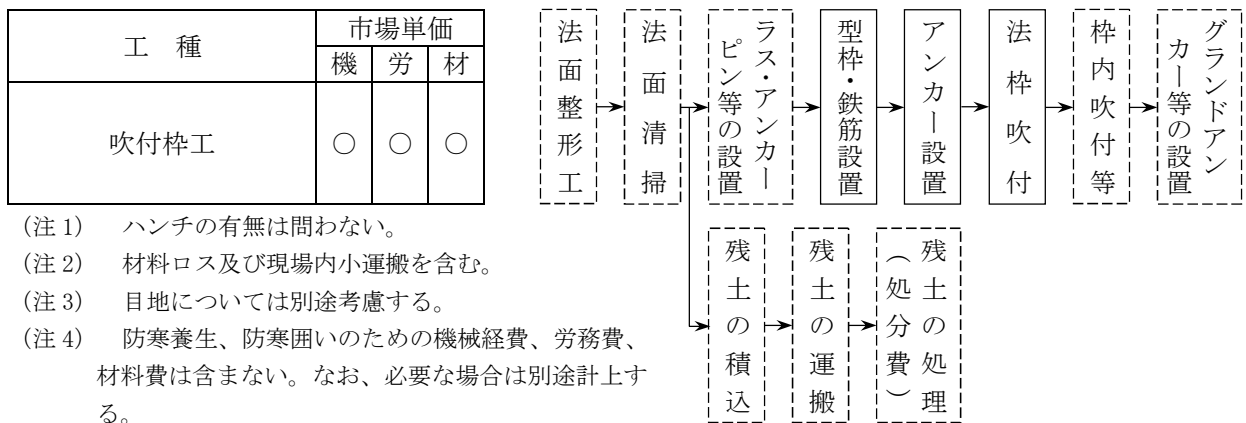 工　種
市場単価
機 労 材
吹付枠工 ○ ○ ○
(注1)　ハンチの有無は問わない。
(注2)　材料ロス及び現場内小運搬を含む。
(注3)　目地については別途考慮する。
(注4)　防寒養生、防寒囲いのための機械経費、労務費、
材料費は含まない。なお、必要な場合は別途計上す
る。
法面整形工
法面清掃
ラス・アンカー
ピン等の設置
型枠・鉄筋設置
アンカー設置
法枠吹付
枠内吹付等
グランドアン
カー等の設置
残土の積込
残土の運搬
残土の処理
（処分費）